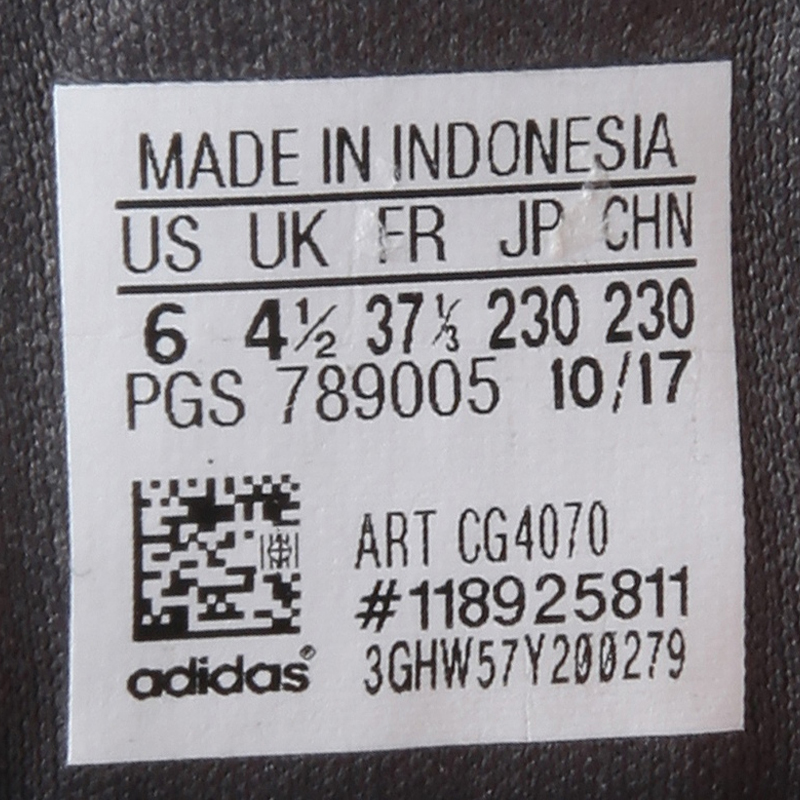 MADE IN INDONESIA
US UK FR JP CHN
6 4½ 37⅓ 230 230
PGS 789005 10/17
ART CG4070
#118925811
adidas® 3GHW57Y200279